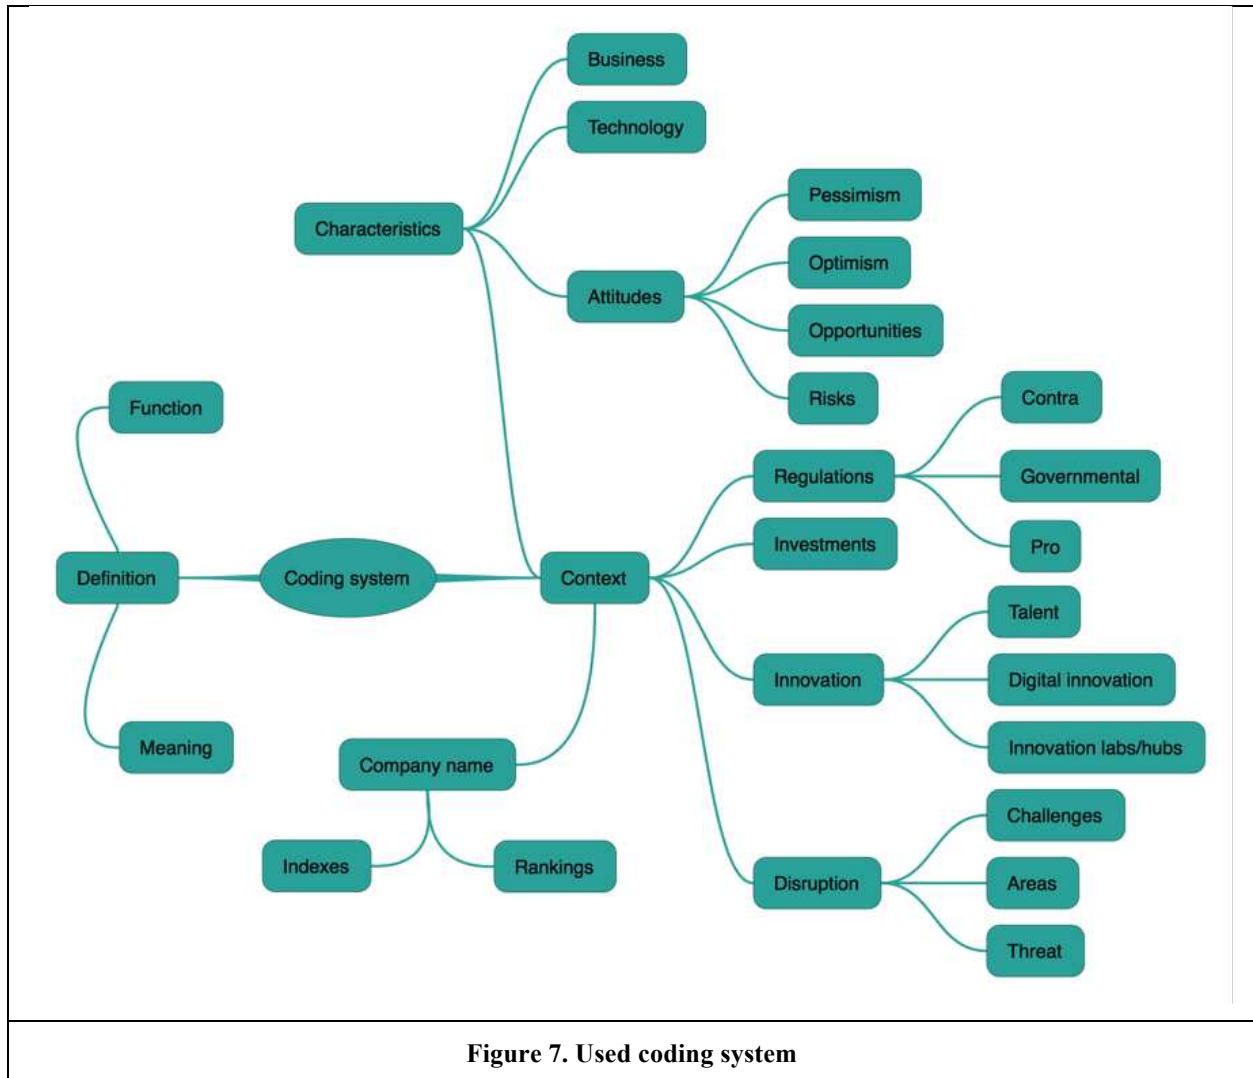 Business
Technology
Characteristics
Attitudes
Pessimism
Optimism
Opportunities
Risks
Function
Definition
Meaning
Coding system
Context
Regulations
Contra
Governmental
Pro
Investments
Innovation
Talent
Digital innovation
Innovation labs/hubs
Company name
Indexes
Rankings
Disruption
Challenges
Areas
Threat
Figure 7. Used coding system